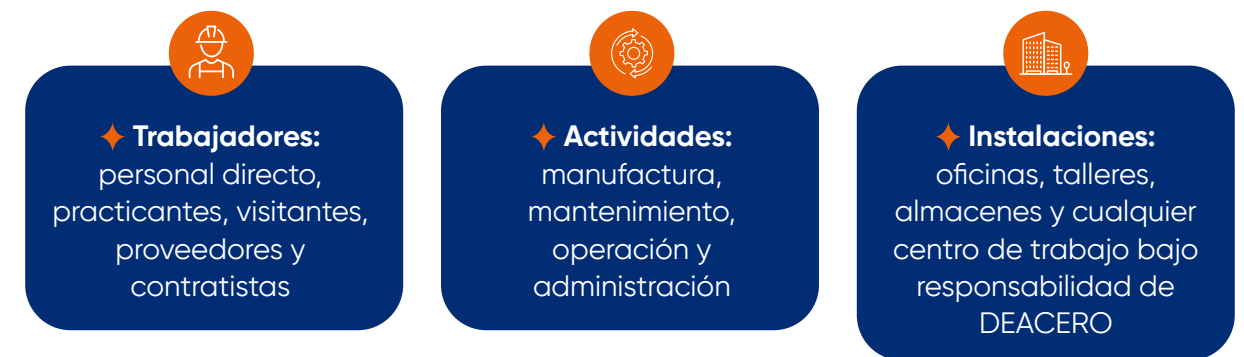 Trabajadores:
personal directo,
practicantes, visitantes,
proveedores y
contratistas
Actividades:
manufactura,
mantenimiento,
operación y
administración
Instalaciones:
oficinas, talleres,
almacenes y cualquier
centro de trabajo bajo
responsabilidad de
DEACERO